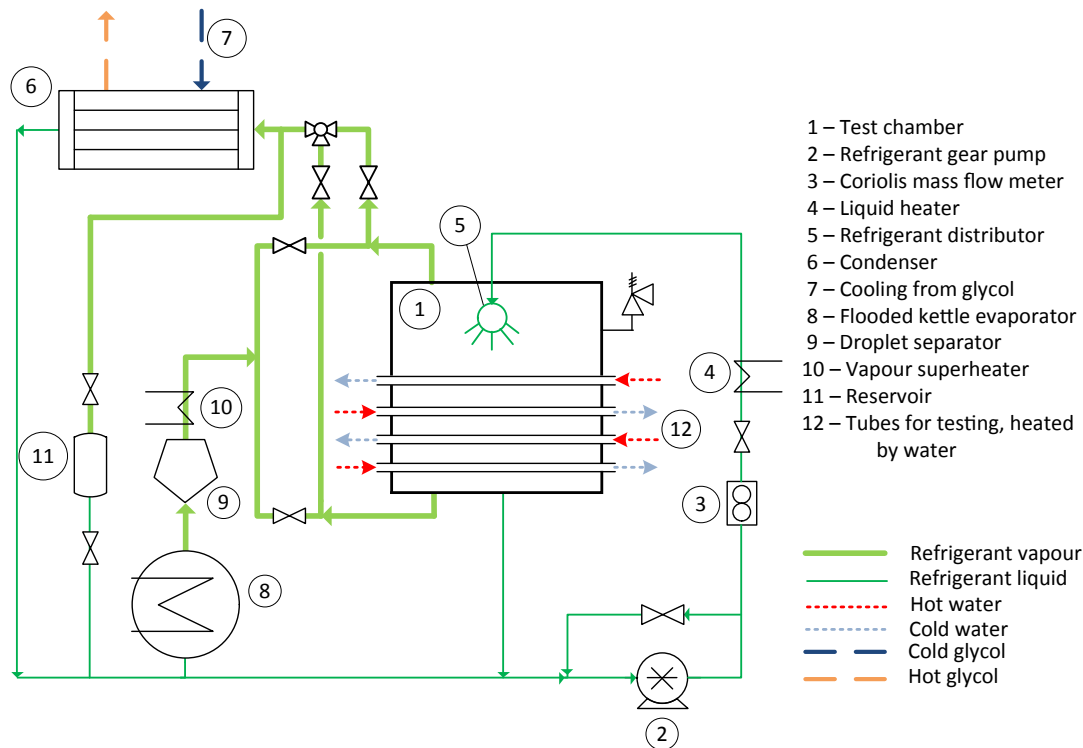 7
6
5
1
4
10
12
11
9
3
8
2
1 – Test chamber
2 – Refrigerant gear pump
3 – Coriolis mass flow meter
4 – Liquid heater
5 – Refrigerant distributor
6 – Condenser
7 – Cooling from glycol
8 – Flooded kettle evaporator
9 – Droplet separator
10 – Vapour superheater
11 – Reservoir
12 – Tubes for testing, heated
by water
Refrigerant vapour
Refrigerant liquid
Hot water
Cold water
Cold glycol
Hot glycol